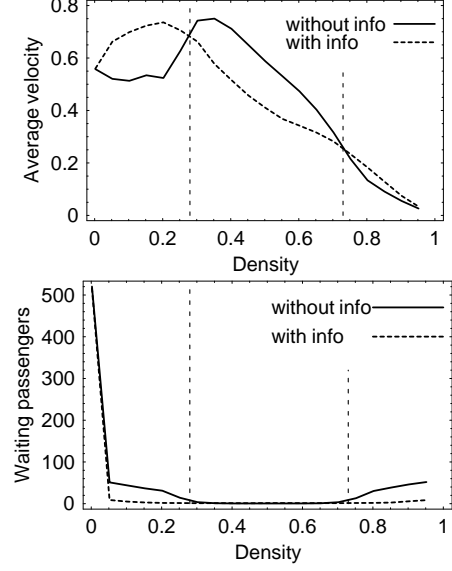 0.8
without info
with info
0.6
0.4
0.2
0
Average velocity
0 0.2 0.4 0.6 0.8 1
Density
500
without info
400
with info
300
200
100
0
Waiting passengers
0 0.2 0.4 0.6 0.8 1
Density